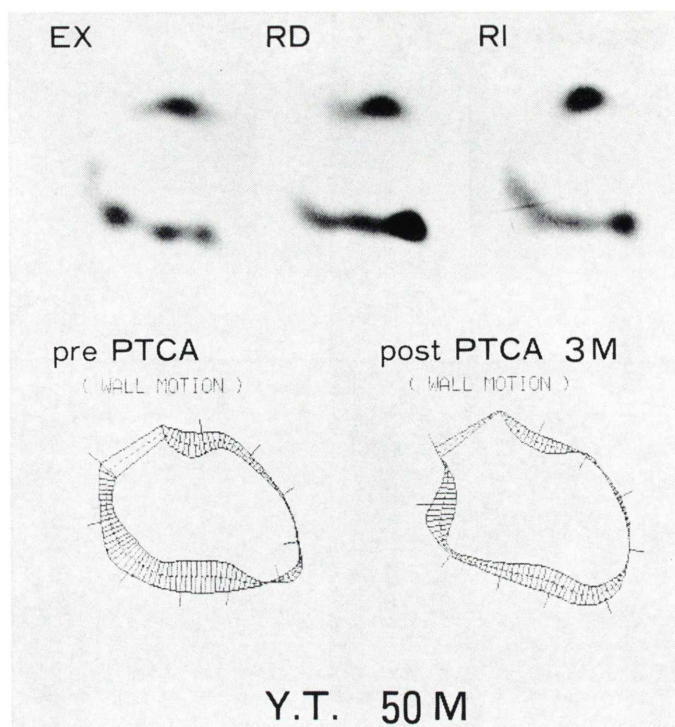 EX RD RI
pre PTCA post PTCA 3M
( WALL MOTION ) ( WALL MOTION )
Y.T. 50 M